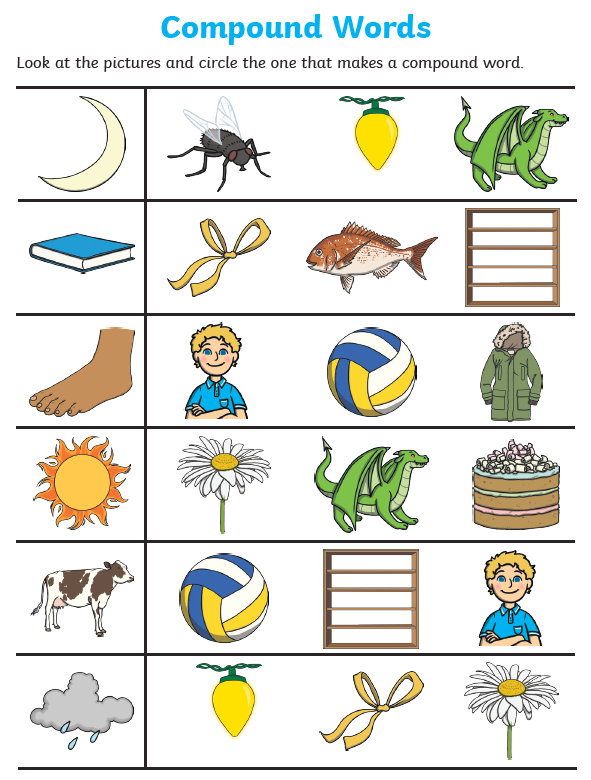 Compound Words
Look at the pictures and circle the one that makes a compound word.